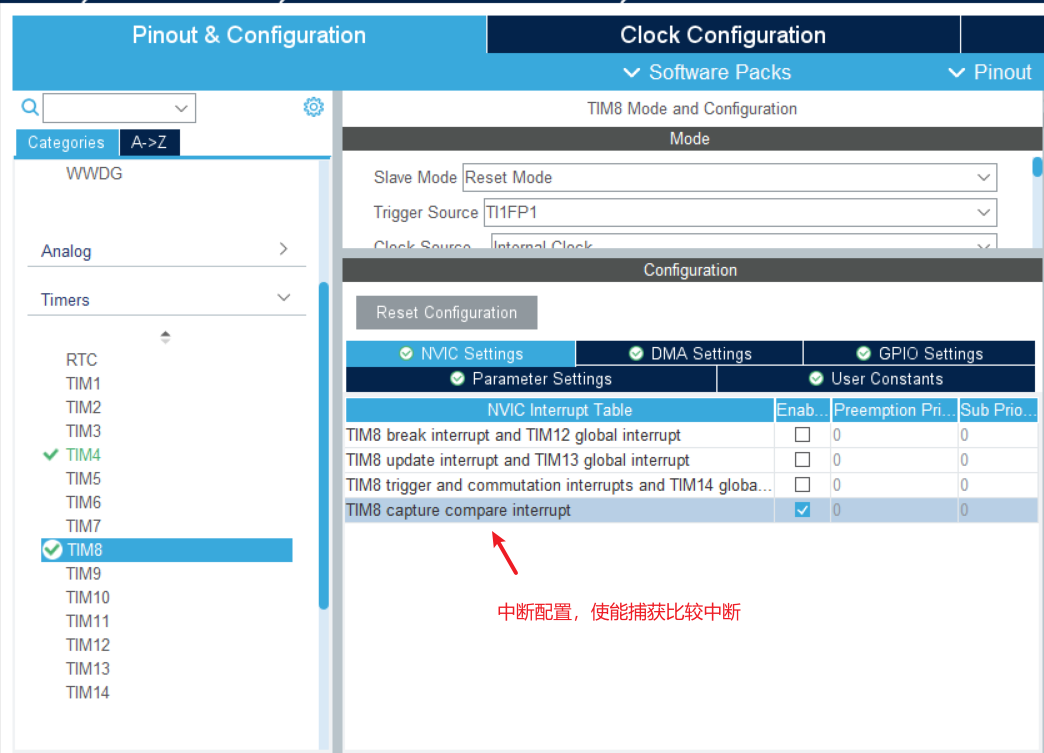 Pinout & Configuration
Clock Configuration
Software Packs
Pinout
Categories
A->Z
WWDG
Analog
Timers
RTC
TIM1
TIM2
TIM3
TIM4
TIM5
TIM6
TIM7
TIM8
TIM9
TIM10
TIM11
TIM12
TIM13
TIM14
TIM8 Mode and Configuration
Mode
Slave Mode Reset Mode
Trigger Source TI1FP1
Clock Source Internal Clock
Configuration
Reset Configuration
NVIC Settings DMA Settings GPIO Settings
Parameter Settings User Constants
NVIC Interrupt Table Enab... Preemption Pri... Sub Prio...
TIM8 break interrupt and TIM12 global interrupt 0 0
TIM8 update interrupt and TIM13 global interrupt 0 0
TIM8 trigger and commutation interrupts and TIM14 globa... 0 0
TIM8 capture compare interrupt 0 0
中断配置，使能捕获比较中断